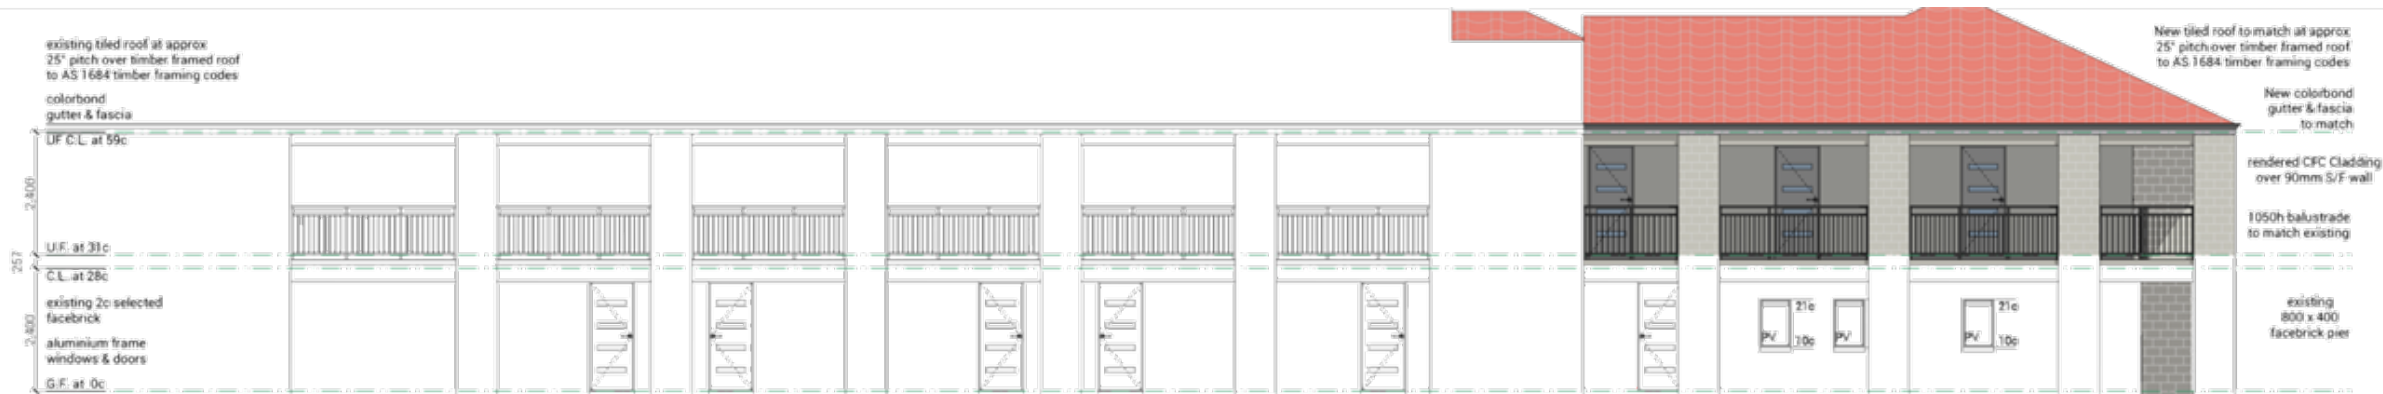 existing tiled roof at approx
25° pitch over timber framed roof
to AS 1684 timber framing codes
colorbond
gutter & fascia
UF C.L. at 59c
2,400
U.F. at 31c
257
C.L. at 28c
existing 2c selected
facebrick
2,400
aluminium frame
windows & doors
G.F. at 0c
PV
21c
10c
PV
PV
21c
10c
New tiled roof to match at approx
25° pitch over timber framed roof
to AS 1684 timber framing codes
New colorbond
gutter & fascia
to match
rendered CFC Cladding
over 90mm S/F wall
1050h balustrade
to match existing
existing
800 x 400
facebrick pier